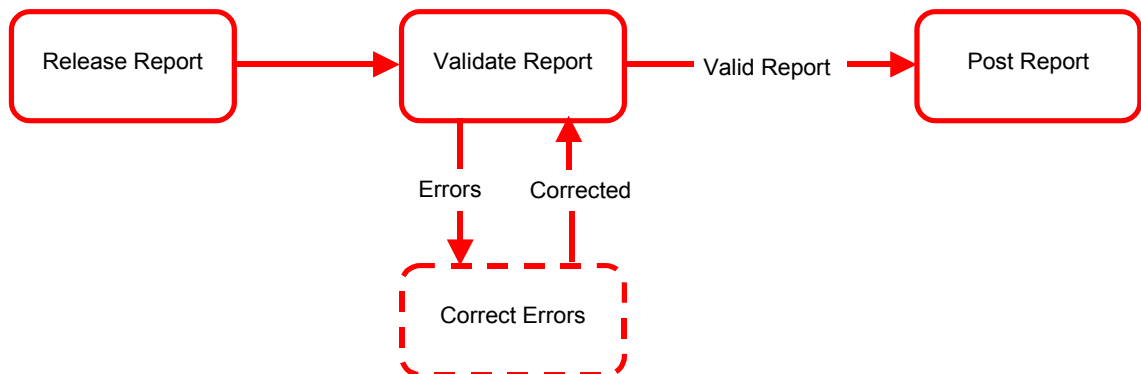 Release Report
Validate Report
Valid Report
Post Report
Errors
Corrected
Correct Errors